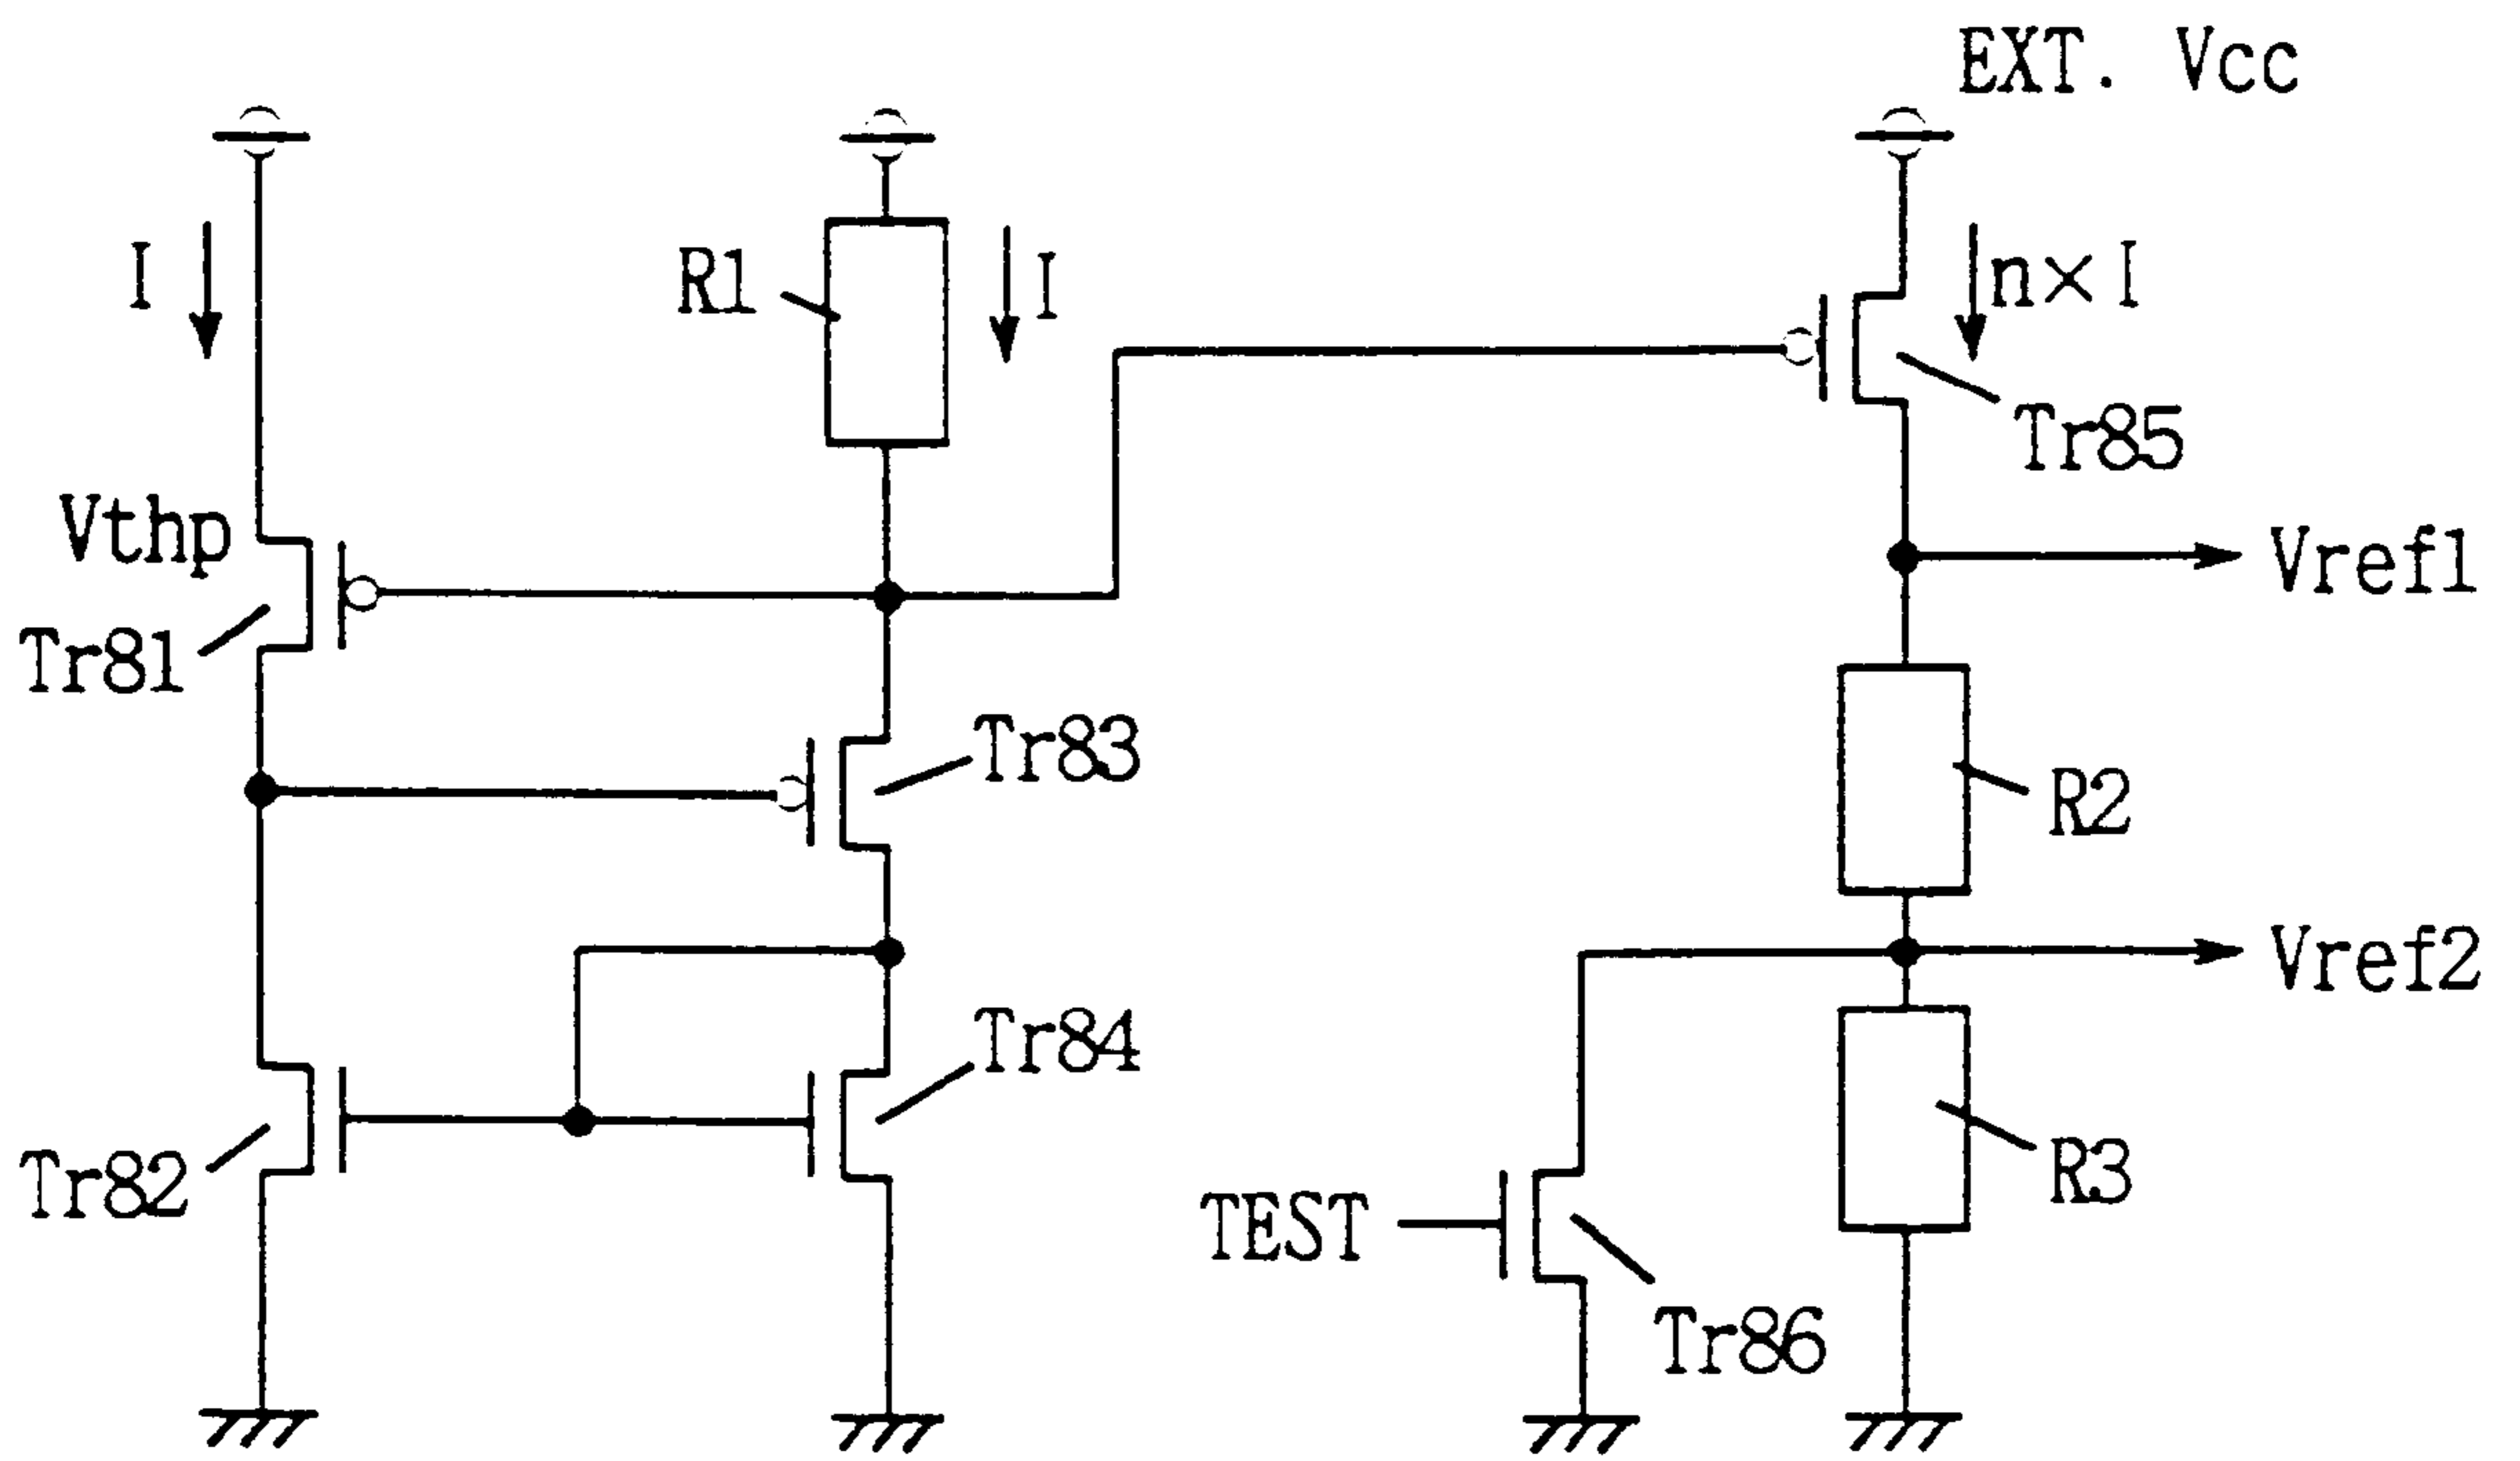 EXT. Vcc
I
R1
I
n×I
Tr85
Vthp
Vref1
Tr81
Tr83
R2
Vref2
Tr84
Tr82
R3
TEST
Tr86